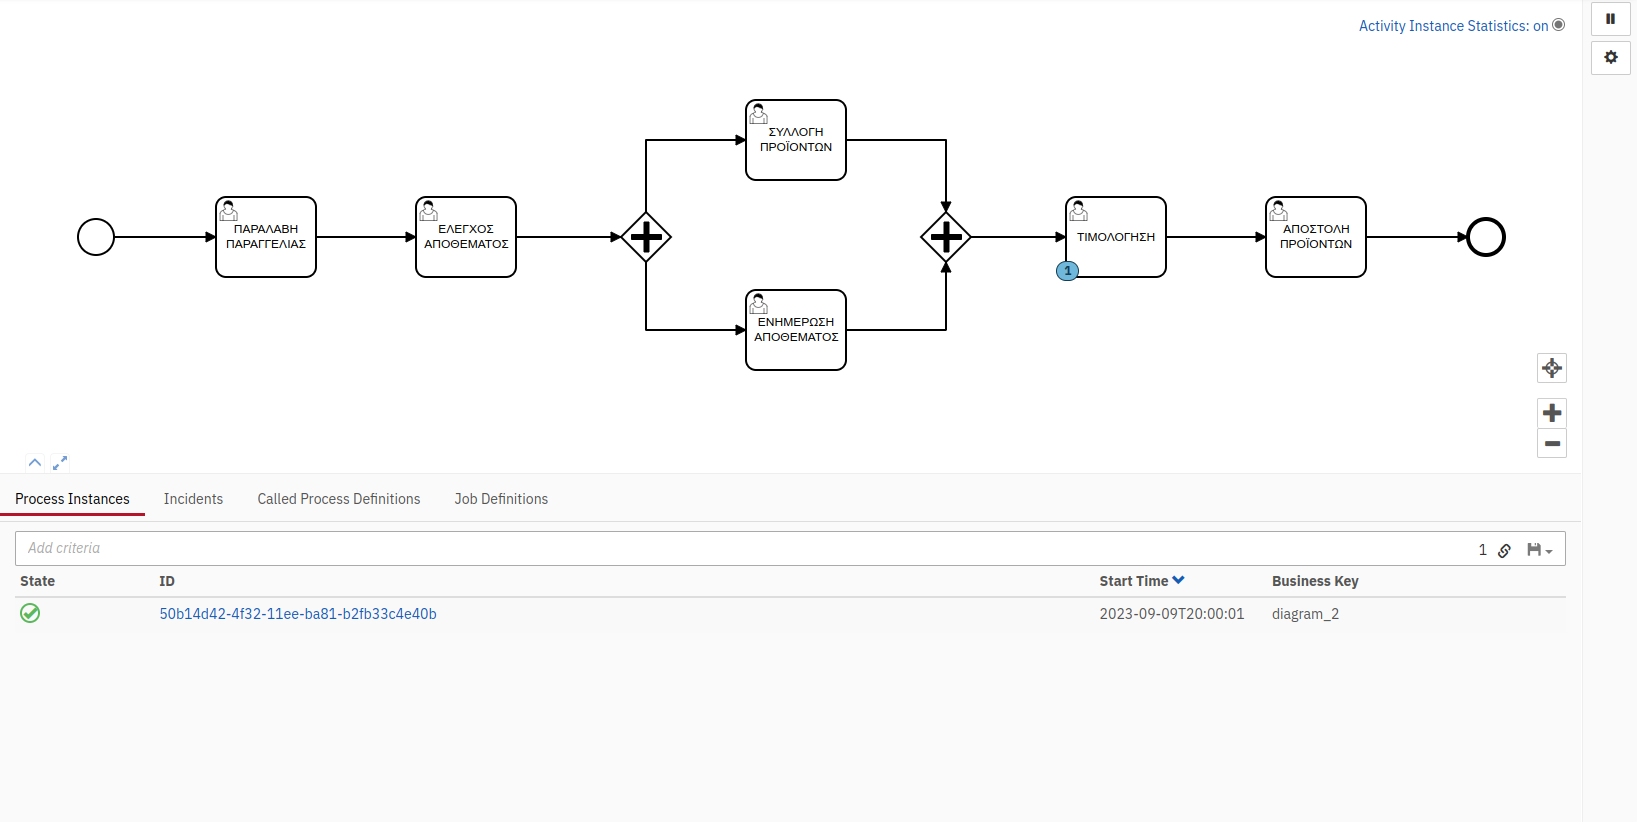 Activity Instance Statistics: on
ΣΥΛΛΟΓΗ
ΠΡΟΪΟΝΤΩΝ
ΠΑΡΑΛΑΒΗ
ΠΑΡΑΓΓΕΛΙΑΣ
ΕΛΕΓΧΟΣ
ΑΠΟΘΕΜΑΤΟΣ
ΤΙΜΟΛΟΓΗΣΗ
1
ΑΠΟΣΤΟΛΗ
ΠΡΟΪΟΝΤΩΝ
ΕΝΗΜΕΡΩΣΗ
ΑΠΟΘΕΜΑΤΟΣ
Process Instances Incidents Called Process Definitions Job Definitions
Add criteria 1
State ID Start Time Business Key
50b14d42-4f32-11ee-ba81-b2fb33c4e40b 2023-09-09T20:00:01 diagram_2